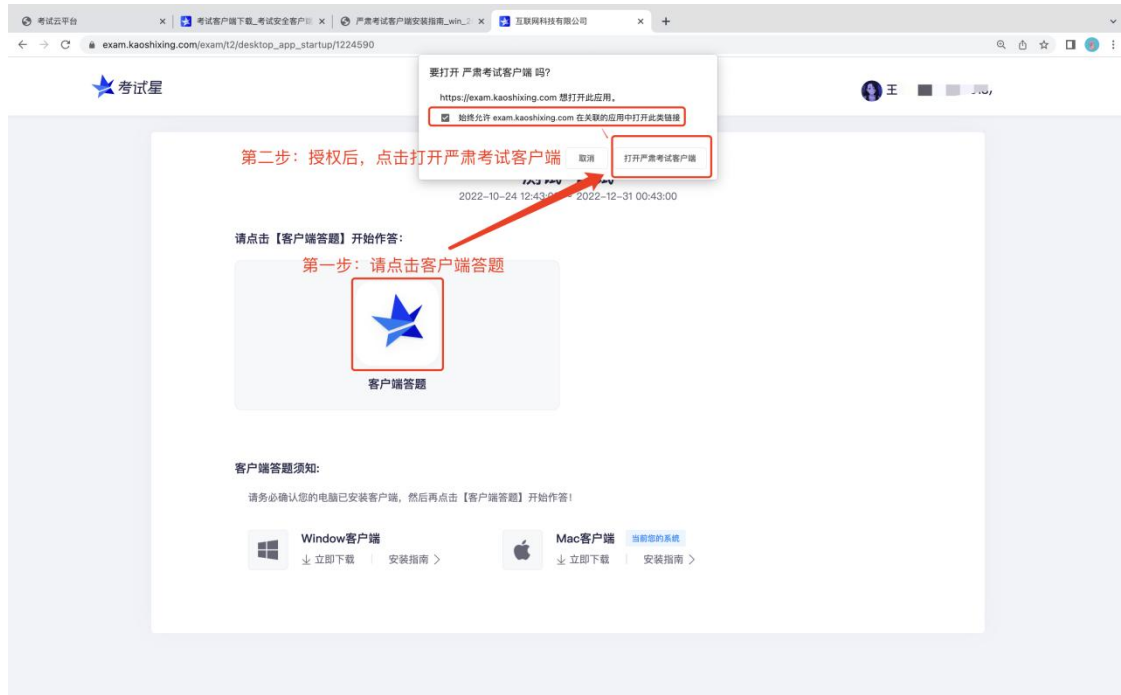 考试云平台
考试客户端下载_考试安全客户端
严肃考试客户端安装指南_win_2
互联网科技有限公司
exam.kaoshixing.com/exam/t2/desktop_app_startup/1224590
考试星
王
要打开 严肃考试客户端 吗?
https://exam.kaoshixing.com 想打开此应用。
始终允许 exam.kaoshixing.com 在关联的应用中打开此类链接
取消
打开严肃考试客户端
第二步：授权后，点击打开严肃考试客户端
2022-10-24 12:43:0 2022-12-31 00:43:00
请点击【客户端答题】开始作答：
第一步：请点击客户端答题
客户端答题
客户端答题须知:
请务必确认您的电脑已安装客户端，然后再点击【客户端答题】开始作答！
Window客户端
立即下载
安装指南
Mac客户端
当前您的系统
立即下载
安装指南